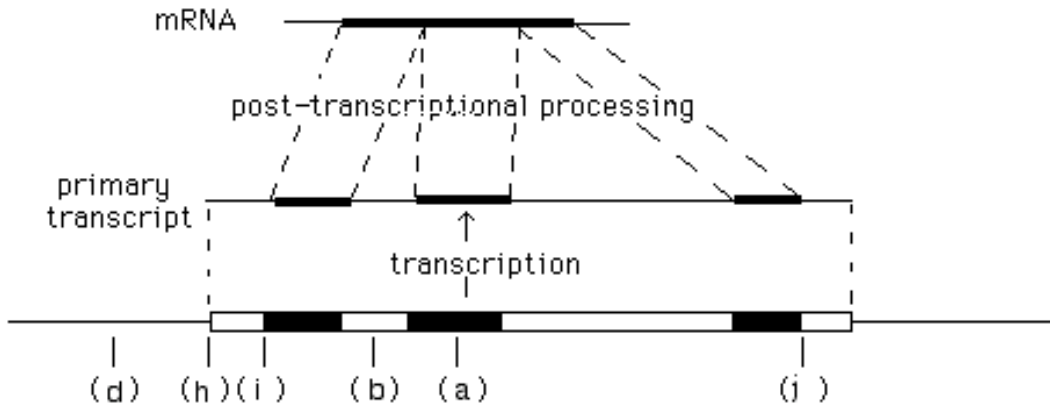 mRNA
post-transcriptional processing
primary
transcript
transcription
(d) (h) (i) (b) (a) (j)